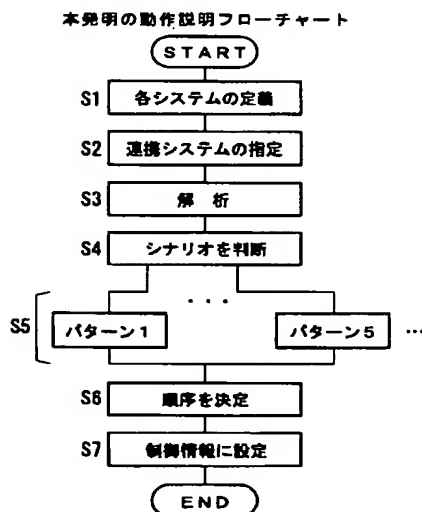 本発明の動作説明フローチャート
START
S1 各システムの定義
S2 連携システムの指定
S3 解 析
S4 シナリオを判断
. . .
S5 パターン1 パターン5 ...
S6 順序を決定
S7 制御情報に設定
END